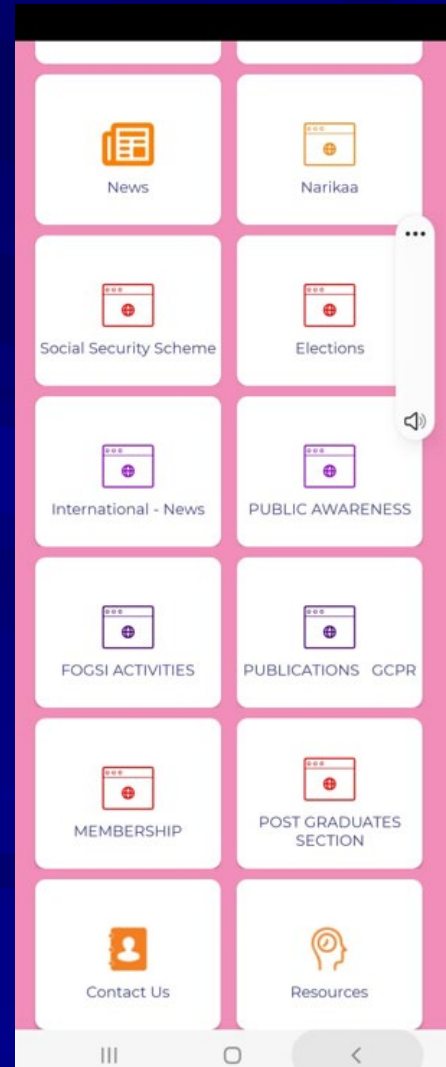 News
Narikaa
Social Security Scheme
Elections
International - News
PUBLIC AWARENESS
FOGSI ACTIVITIES
PUBLICATIONS GCPR
MEMBERSHIP
POST GRADUATES
SECTION
Contact Us
Resources